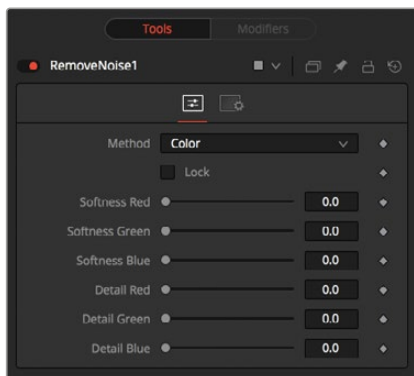 Tools Modifiers
RemoveNoise1
Method Color
Lock
Softness Red 0.0
Softness Green 0.0
Softness Blue 0.0
Detail Red 0.0
Detail Green 0.0
Detail Blue 0.0